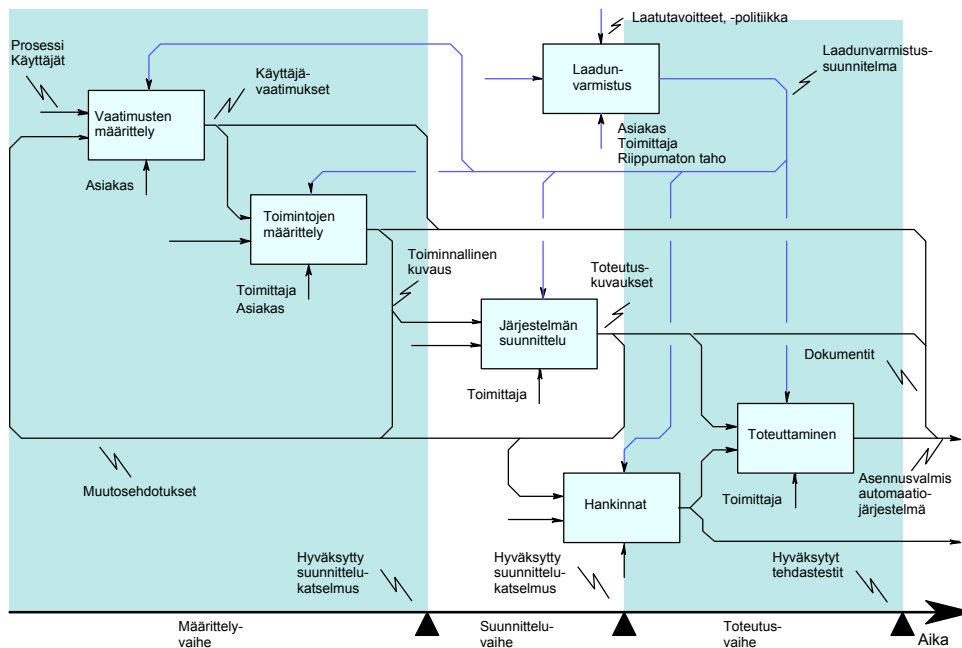 Laatutavoitteet, -politiikka
Prosessi
Käyttäjät
Käyttäjä-
vaatimukset
Laadun-
varmistus
Laadunvarmistus-
suunnitelma
Vaatimusten
määrittely
Asiakas
Toimittaja
Riippumaton taho
Asiakas
Toimintojen
määrittely
Toiminnallinen
kuvaus
Toimittaja
Asiakas
Toteutus-
kuvaukset
Järjestelmän
suunnittelu
Toimittaja
Dokumentit
Toteuttaminen
Muutosehdotukset
Hankinnat
Toimittaja
Asennusvalmis
automaatio-
järjestelmä
Hyväksytty
suunnittelu-
katselmus
Hyväksytty
suunnittelu-
katselmus
Hyväksytyt
tehdastestit
Määrittely-
vaihe
Suunnittelu-
vaihe
Toteutus-
vaihe
Aika